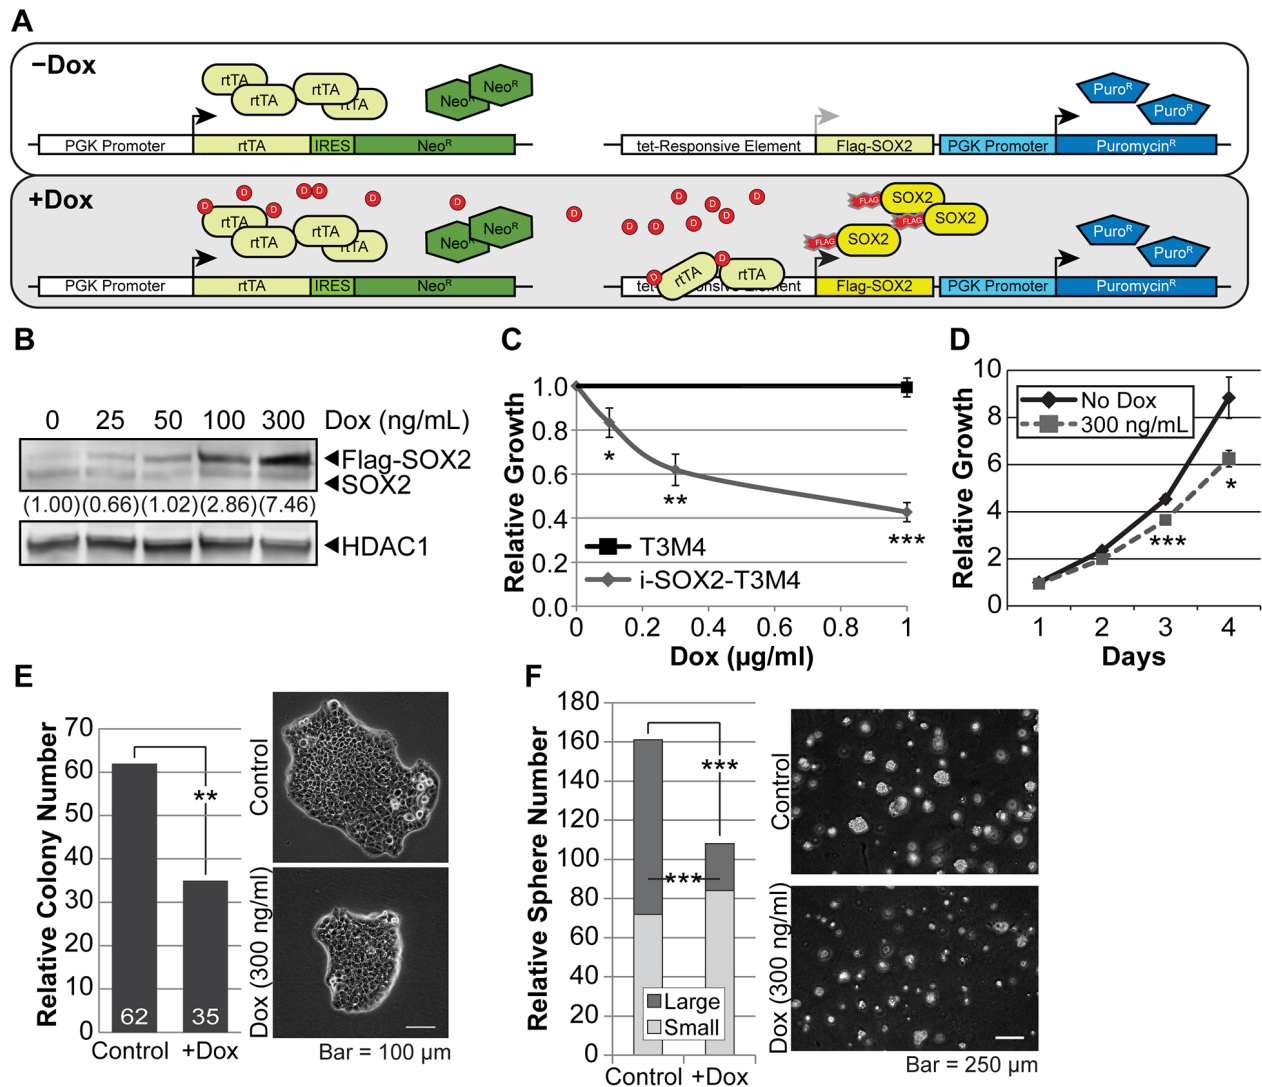 A
−Dox
rtTA rtTA rtTA rtTA Neo^R Neo^R Puro^R Puro^R
PGK Promoter rtTA IRES Neo^R tet-Responsive Element Flag-SOX2 PGK Promoter Puromycin^R
+Dox
D D D D D D D D D D D D D D D D D
rtTA rtTA rtTA rtTA Neo^R Neo^R FLAG SOX2 FLAG SOX2 FLAG SOX2 Puro^R Puro^R
rtTA rtTA
PGK Promoter rtTA IRES Neo^R tet-Responsive Element Flag-SOX2 PGK Promoter Puromycin^R
B
0 25 50 100 300 Dox (ng/mL)
Flag-SOX2
SOX2
(1.00)(0.66)(1.02)(2.86)(7.46)
HDAC1
C
Relative Growth
1.0
0.8
0.6
0.4
0.2
0.0
* ** ***
T3M4
i-SOX2-T3M4
0 0.2 0.4 0.6 0.8 1
Dox (µg/ml)
D
Relative Growth
10
8
6
4
2
0
No Dox
300 ng/mL
*** *
1 2 3 4
Days
E
Relative Colony Number
70
60
50
40
30
20
10
0
**
62 35
Control +Dox
Control
Dox (300 ng/ml)
Bar = 100 µm
F
Relative Sphere Number
180
160
140
120
100
80
60
40
20
0
***
***
Large
Small
Control +Dox
Control
Dox (300 ng/ml)
Bar = 250 µm